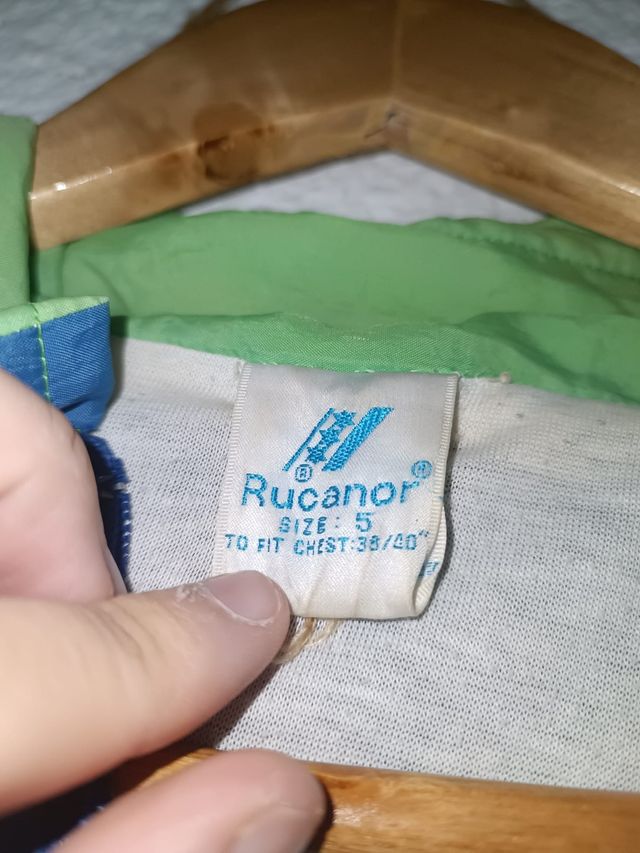 Rucanor®
SIZE: 5
TO FIT CHEST:38/40"